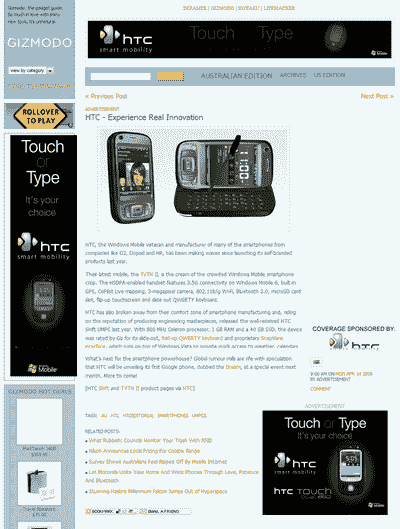 Gizmodo, the gadget guide.
So much in love with shiny
new toys, it's unnatural.
GIZMODO
view by category
ROLLOVER
TO PLAY
Touch
or
Type
It's your
choice
htc
smart mobility
Windows
Mobile
GIZMODO HOT DEALS
Travel Speakers
DEFAMER | GIZMODO | KOTAKU | LIFEHACKER
htc
smart mobility
Touch or Type
Windows
Mobile
AUSTRALIAN EDITION
ARCHIVES
US EDITION
« Previous Post
Next Post »
ADVERTISEMENT
HTC - Experience Real Innovation
HTC, the Windows Mobile veteran and manufacturer of many of the smartphones from
companies like O2, Dopod and HP, has been making waves since launching its self-branded
products last year.
Their latest mobile, the TyTN II, is the cream of the crowded Windows Mobile smartphone
crop. The HSDPA-enabled handset features 3.5G connectivity on Windows Mobile 6, built-in
GPS, CoPilot Live mapping, 3-megapixel camera, 802.11b/g WiFi, Bluetooth 2.0, microSD card
slot, flip-up touchscreen and slide out QWERTY keyboard.
HTC has also broken away from their comfort zone of smartphone manufacturing and, relying
on the reputation of producing engineering masterpieces, released the well-received HTC
Shift UMPC last year. With 800 MHz Celeron processor, 1 GB RAM and a 40 GB SSD, the device
was rated by Giz for its slide-out, fold-up QWERTY keyboard and proprietary SnapVUE
interface, which runs on top of Windows Vista to provide quick access to weather, calendars
What's next for the smartphone powerhouse? Global rumour mills are rife with speculation
that HTC will be unveiling its first Google phone, dubbed the Dream, at a special event next
month. More to come!
[HTC Shift and TyTN II product pages via HTC]
TAGS: AU, HTC, HTCEDITORIAL, SMARTPHONES, UMPCS
RELATED POSTS:
What Rubbish: Councils Monitor Your Trash With RFID
Nikon Announces Local Pricing for Coolpix Range
Survey Shows Australians Feel Ripped Off By Mobile Internet
Let Motorola Unite Your Home And Work Phones Through Love, Patience
And Bluetooth
Stunning Hasbro Millennium Falcon Jumps Out of Hyperspace
BOOKMARK
EMAIL A FRIEND
COVERAGE SPONSORED BY:
htc
9:00 AM ON MON APR 14 2008
BY ADVERTISEMENT
COMMENT
ADVERTISEMENT
Touch or Type
It's your choice
htc
smart mobility
HTC TOUCH
Windows
Mobile